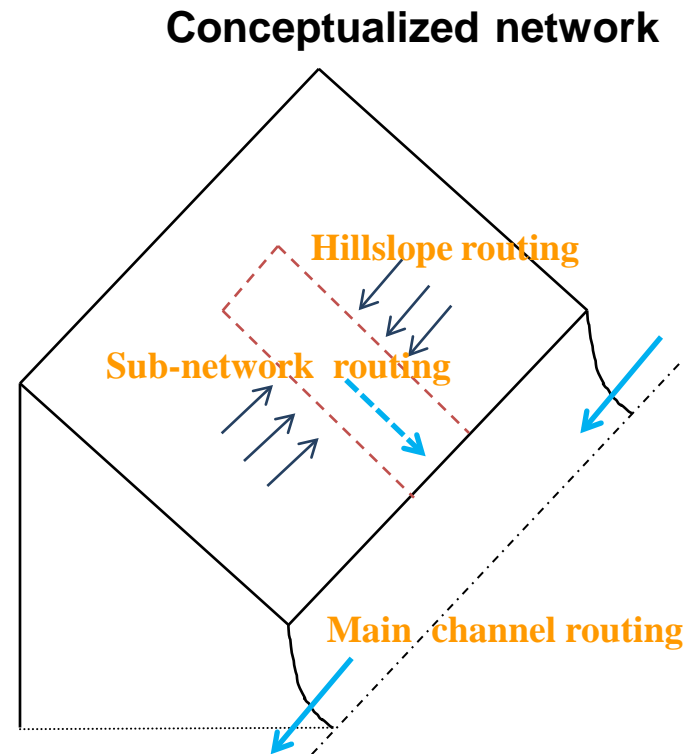 Conceptualized network
Hillslope routing
Sub-network routing
Main channel routing